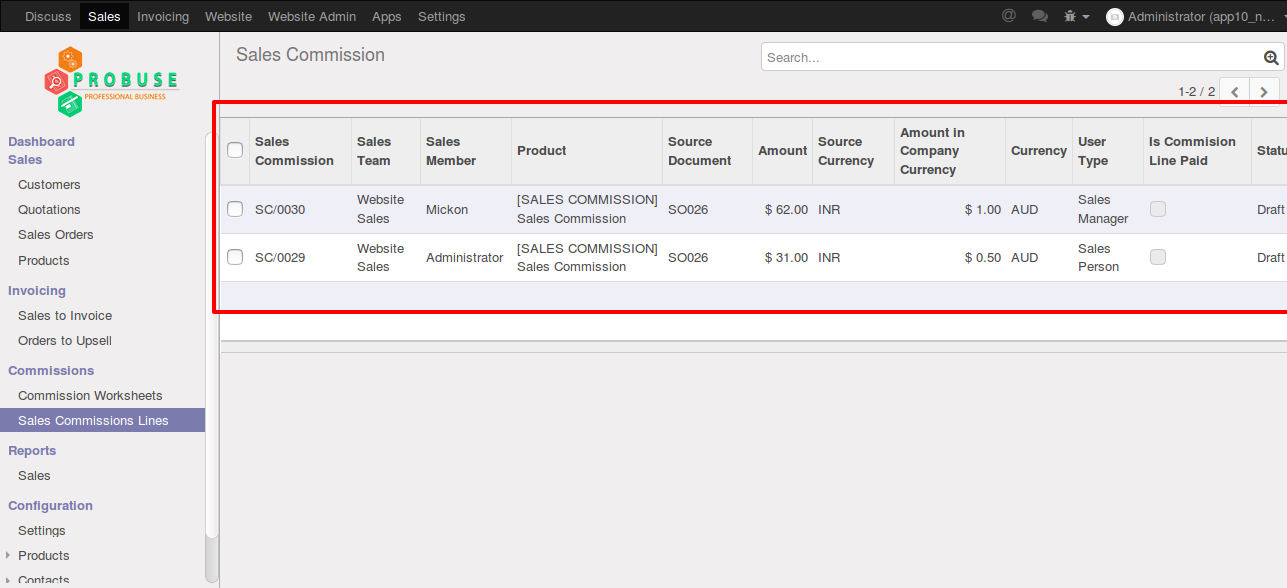 Discuss Sales Invoicing Website Website Admin Apps Settings @ Administrator (app10_n...
PROBUSE
PROFESSIONAL BUSINESS
Sales Commission
Search...
1-2 / 2
Dashboard
Sales
Customers
Quotations
Sales Orders
Products
Invoicing
Sales to Invoice
Orders to Upsell
Commissions
Commission Worksheets
Sales Commissions Lines
Reports
Sales
Configuration
Settings
Products
Contacts
Sales Commission Sales Team Sales Member Product Source Document Amount Source Currency Amount in Company Currency Currency User Type Is Commision Line Paid Statu
SC/0030 Website Sales Mickon [SALES COMMISSION] Sales Commission SO026 $ 62.00 INR $ 1.00 AUD Sales Manager Draft
SC/0029 Website Sales Administrator [SALES COMMISSION] Sales Commission SO026 $ 31.00 INR $ 0.50 AUD Sales Person Draft